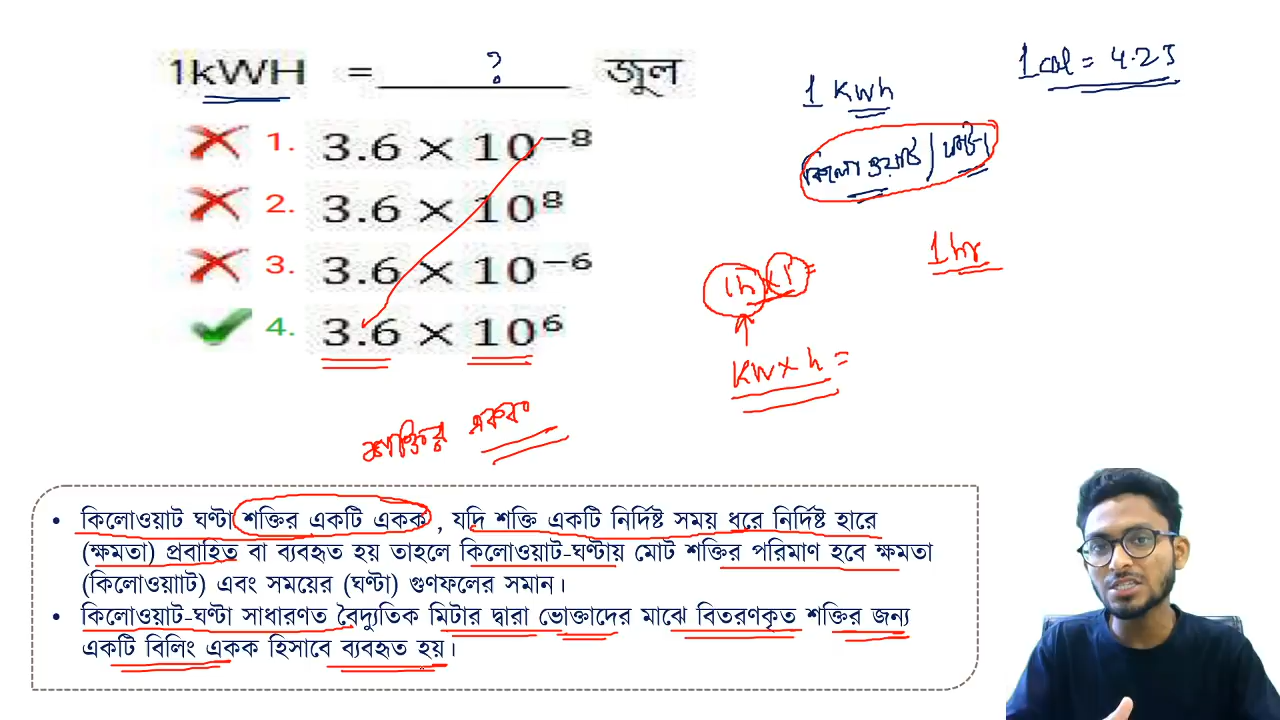 1kWH = ? জুল
1 cal = 4.2J
1 Kwh
কিলোওয়াট / ঘন্টা
1. 3.6 × 10⁻⁸
2. 3.6 × 10⁸
3. 3.6 × 10⁻⁶
4. 3.6 × 10⁶
1 hr
KW x h =
শক্তির একক
• কিলোওয়াট ঘণ্টা শক্তির একটি একক , যদি শক্তি একটি নির্দিষ্ট সময় ধরে নির্দিষ্ট হারে
(ক্ষমতা) প্রবাহিত বা ব্যবহৃত হয় তাহলে কিলোওয়াট-ঘণ্টায় মোট শক্তির পরিমাণ হবে ক্ষমতা
(কিলোওয়াাট) এবং সময়ের (ঘণ্টা) গুণফলের সমান।
• কিলোওয়াট-ঘণ্টা সাধারণত বৈদ্যুতিক মিটার দ্বারা ভোক্তাদের মাঝে বিতরণকৃত শক্তির জন্য
একটি বিলিং একক হিসাবে ব্যবহৃত হয়।